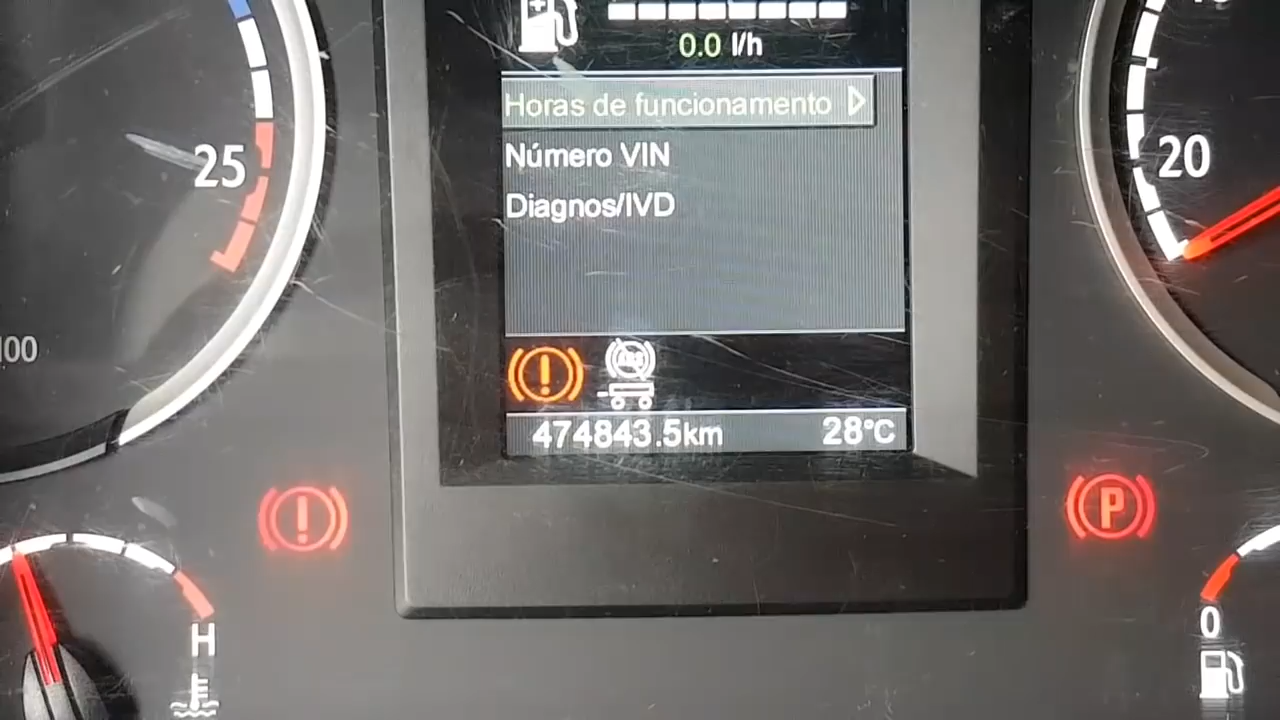 0.0 l/h
Horas de funcionamento
Número VIN
Diagnos/IVD
25
20
100
474843.5km 28°C
P
H
0